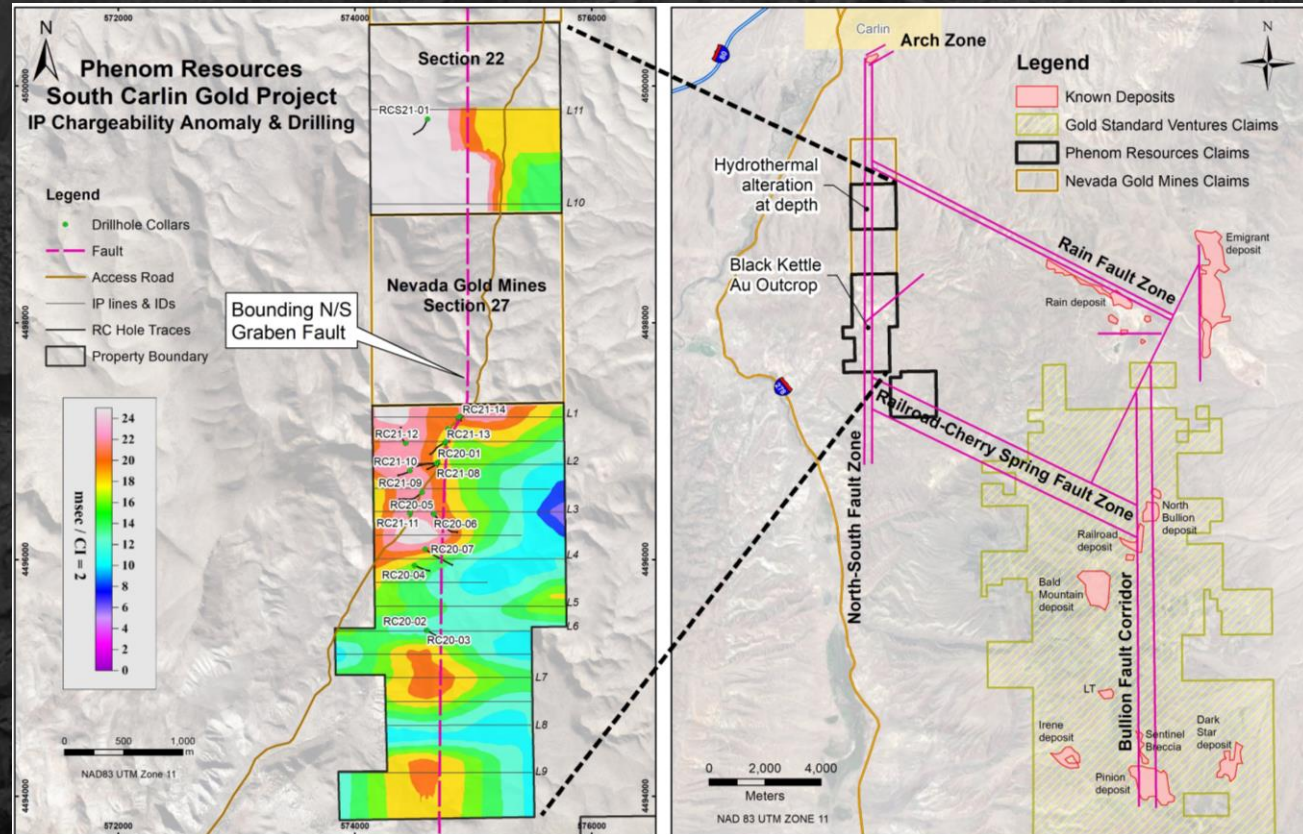 572000
574000
576000
N
Phenom Resources
South Carlin Gold Project
IP Chargeability Anomaly & Drilling
Section 22
RCS21-01
L11
L10
4500000
4500000
Legend
Drillhole Collars
Fault
Access Road
IP lines & IDs
RC Hole Traces
Property Boundary
Nevada Gold Mines
Section 27
Bounding N/S
Graben Fault
4498000
4498000
24
22
20
18
16
14
12
10
8
6
4
2
0
msec / CI = 2
RC21-14
L1
RC21-12
RC21-13
RC20-01
RC21-10
L2
RC21-08
RC21-09
RC20-05
L3
RC21-11
RC20-06
RC20-07
L4
4496000
4496000
RC20-04
L5
RC20-02
L6
RC20-03
L7
L8
L9
0 500 1,000
m
NAD83 UTM Zone 11
4494000
4494000
572000
574000
576000
Carlin
80
Arch Zone
N
Legend
Known Deposits
Gold Standard Ventures Claims
Phenom Resources Claims
Nevada Gold Mines Claims
Hydrothermal
alteration
at depth
Black Kettle
Au Outcrop
Rain Fault Zone
Emigrant
deposit
Rain deposit
North-South Fault Zone
Railroad-Cherry Spring Fault Zone
North
Bullion
deposit
Railroad
deposit
Bald
Mountain
deposit
Bullion Fault Corridor
LT
Irene
deposit
Sentinel
Breccia
Dark
Star
deposit
Pinion
deposit
0 2,000 4,000
Meters
NAD 83 UTM ZONE 11